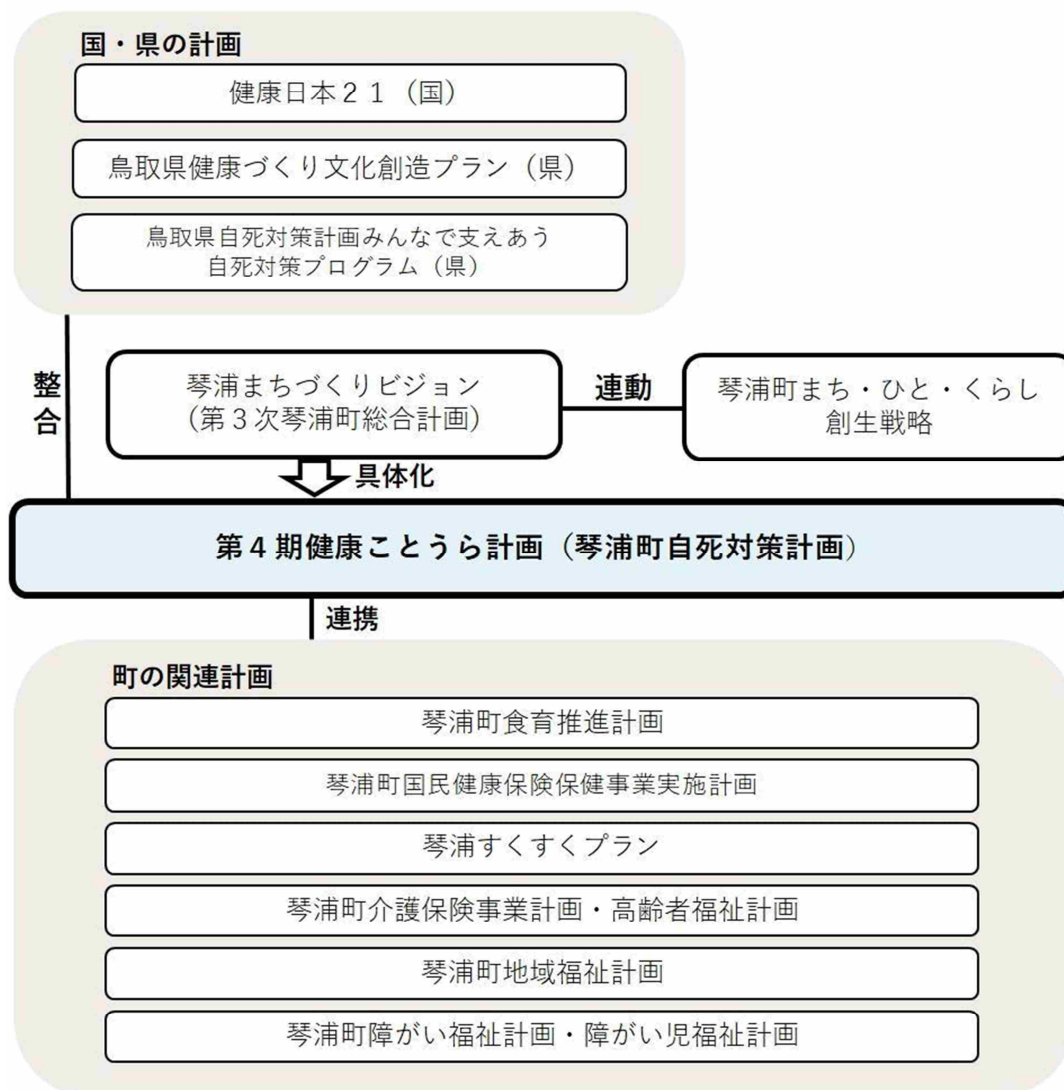 国・県の計画
健康日本２１（国）
鳥取県健康づくり文化創造プラン（県）
鳥取県自死対策計画みんなで支えあう
自死対策プログラム（県）
整合
琴浦まちづくりビジョン
（第３次琴浦町総合計画）
連動
琴浦町まち・ひと・くらし
創生戦略
具体化
第４期健康ことうら計画（琴浦町自死対策計画）
連携
町の関連計画
琴浦町食育推進計画
琴浦町国民健康保険保健事業実施計画
琴浦すくすくプラン
琴浦町介護保険事業計画・高齢者福祉計画
琴浦町地域福祉計画
琴浦町障がい福祉計画・障がい児福祉計画